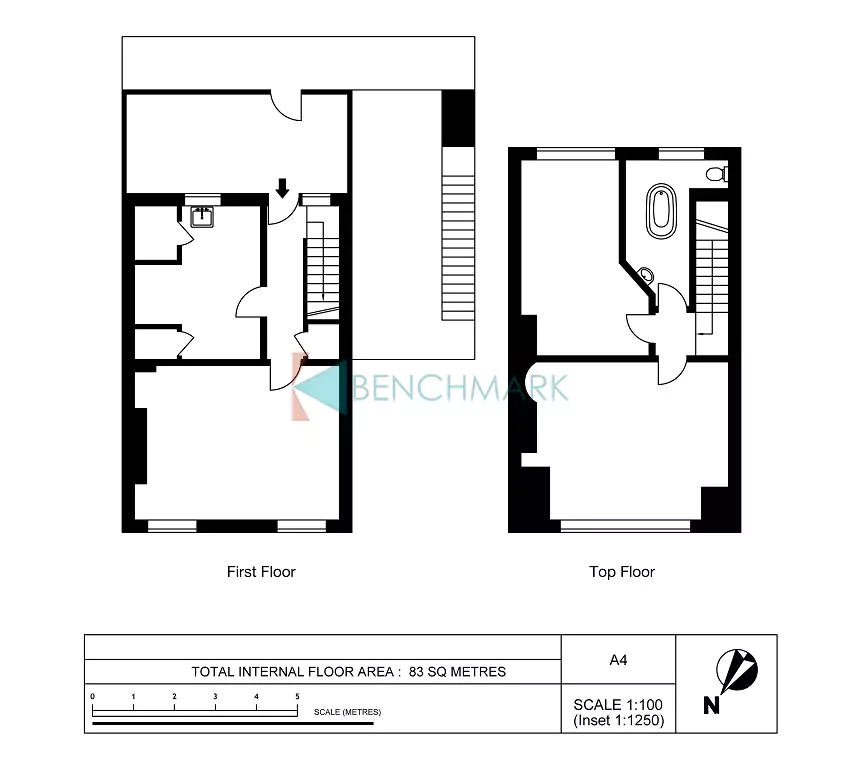 BENCHMARK
First Floor
Top Floor
TOTAL INTERNAL FLOOR AREA : 83 SQ METRES
0 1 2 3 4 5
SCALE (METRES)
A4
SCALE 1:100
(Inset 1:1250)
N